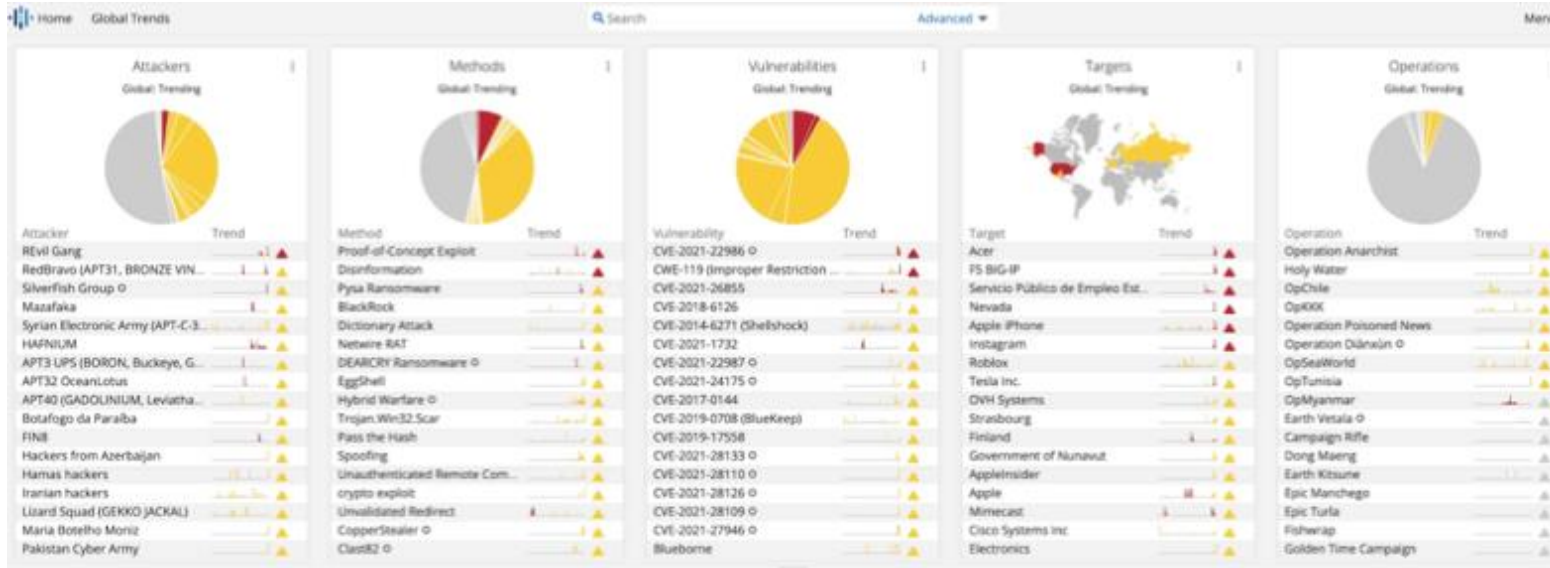 Home Global Trends Search Advanced Men
Attackers
Global: Trending
Attacker Trend
REvil Gang
RedBravo (APT31, BRONZE VIN...
SilverFish Group
Mazafaka
Syrian Electronic Army (APT-C-3...
HAFNIUM
APT3 UPS (BORON, Buckeye, G...
APT32 OceanLotus
APT40 (GADOLINIUM, Leviatha...
Botafogo da Paraíba
FIN8
Hackers from Azerbaijan
Hamas hackers
Iranian hackers
Lizard Squad (GEKKO JACKAL)
Maria Botelho Moniz
Pakistan Cyber Army
Methods
Global: Trending
Method Trend
Proof-of-Concept Exploit
Disinformation
Pysa Ransomware
BlackRock
Dictionary Attack
Netwire RAT
DEARCRY Ransomware
EggShell
Hybrid Warfare
Trojan.Win32.Scar
Pass the Hash
Spoofing
Unauthenticated Remote Com...
crypto exploit
Unvalidated Redirect
CopperStealer
Clast82
Vulnerabilities
Global: Trending
Vulnerability Trend
CVE-2021-22986
CWE-119 (Improper Restriction ...
CVE-2021-26855
CVE-2018-6126
CVE-2014-6271 (Shellshock)
CVE-2021-1732
CVE-2021-22987
CVE-2021-24175
CVE-2017-0144
CVE-2019-0708 (BlueKeep)
CVE-2019-17558
CVE-2021-28133
CVE-2021-28110
CVE-2021-28126
CVE-2021-28109
CVE-2021-27946
Blueborne
Targets
Global: Trending
Target Trend
Acer
F5 BIG-IP
Servicio Público de Empleo Est...
Nevada
Apple iPhone
Instagram
Roblox
Tesla Inc.
OVH Systems
Strasbourg
Finland
Government of Nunavut
AppleInsider
Apple
Mimecast
Cisco Systems Inc
Electronics
Operations
Global: Trending
Operation Trend
Operation Anarchist
Holy Water
OpChile
OpKKK
Operation Poisoned News
Operation Diànxùn
OpSeaWorld
OpTunisia
OpMyanmar
Earth Vetala
Campaign Rifle
Dong Maeng
Earth Kitsune
Epic Manchego
Epic Turla
Fishwrap
Golden Time Campaign